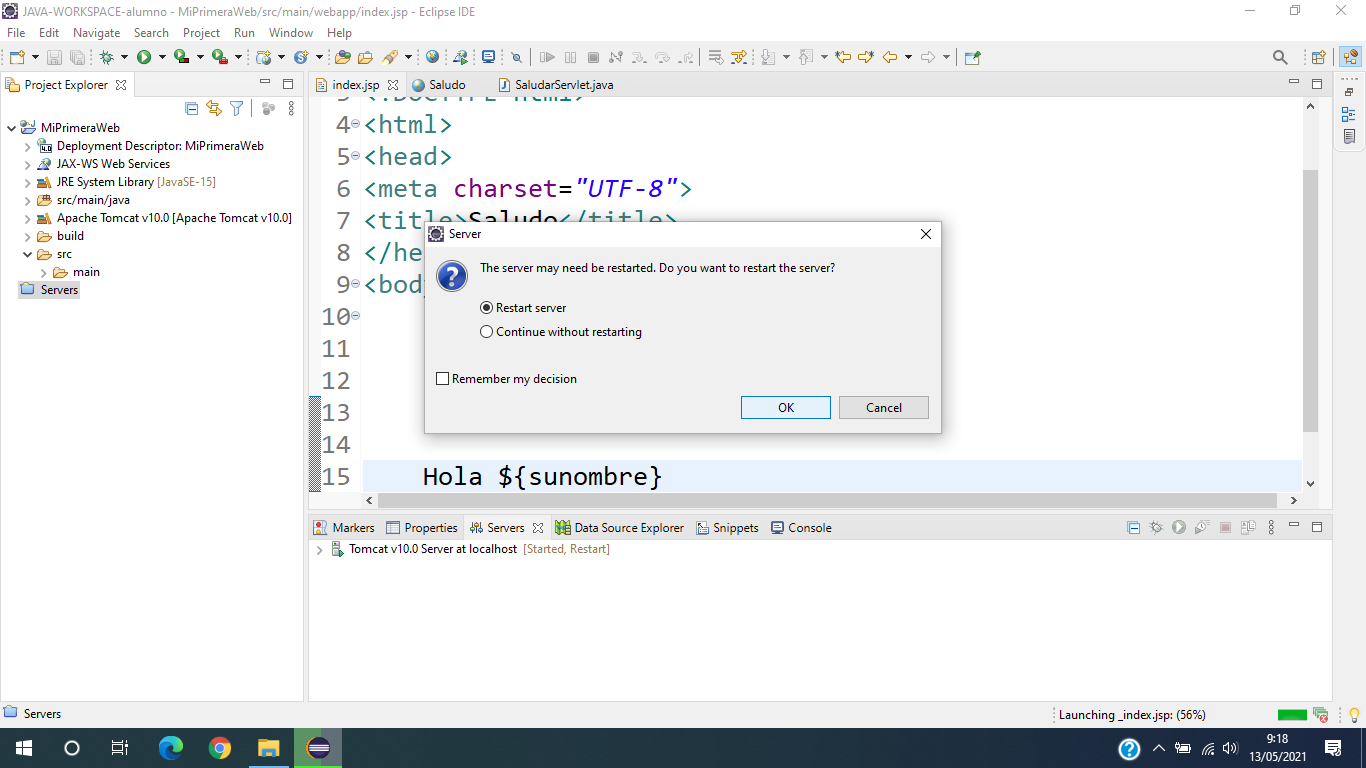 JAVA-WORKSPACE-alumno - MiPrimeraWeb/src/main/webapp/index.jsp - Eclipse IDE
File Edit Navigate Search Project Run Window Help
Project Explorer
MiPrimeraWeb
Deployment Descriptor: MiPrimeraWeb
JAX-WS Web Services
JRE System Library [JavaSE-15]
src/main/java
Apache Tomcat v10.0 [Apache Tomcat v10.0]
build
src
main
Servers
index.jsp Saludo SaludarServlet.java
3 <!DOCTYPE html>
4 <html>
5 <head>
6 <meta charset="UTF-8">
7 <title>Saludo</title>
8 </he
9 <body
10
11
12
13
14
15 Hola ${sunombre}
Server
The server may need be restarted. Do you want to restart the server?
Restart server
Continue without restarting
Remember my decision
OK Cancel
Markers Properties Servers Data Source Explorer Snippets Console
Tomcat v10.0 Server at localhost [Started, Restart]
Servers
Launching _index.jsp: (56%)
9:18
13/05/2021